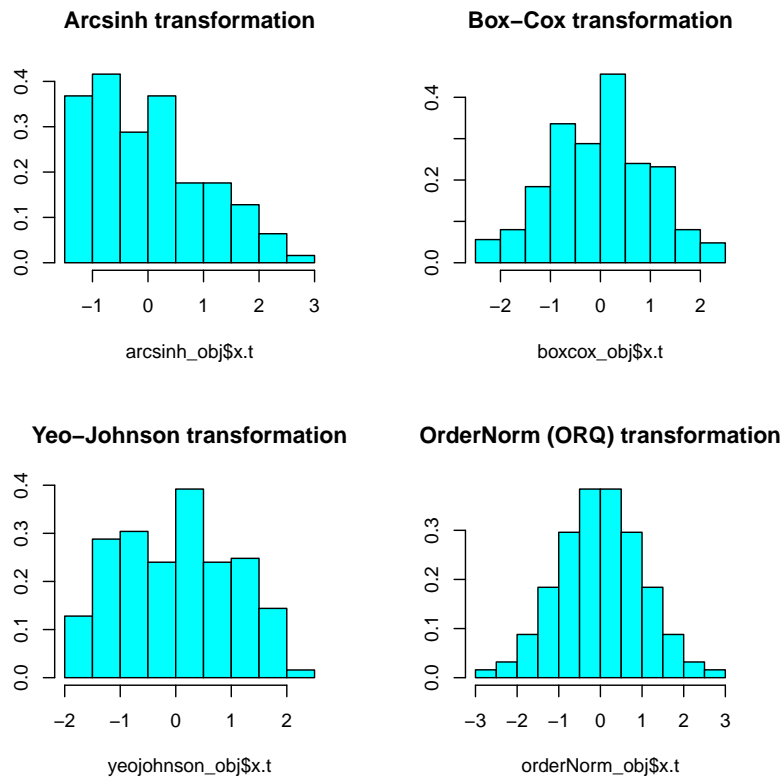 Arcsinh transformation
0.0 0.1 0.2 0.3 0.4
−1 0 1 2 3
arcsinh_obj$x.t
Box−Cox transformation
0.0 0.2 0.4
−2 −1 0 1 2
boxcox_obj$x.t
Yeo−Johnson transformation
0.0 0.1 0.2 0.3 0.4
−2 −1 0 1 2
yeojohnson_obj$x.t
OrderNorm (ORQ) transformation
0.0 0.1 0.2 0.3
−3 −2 −1 0 1 2 3
orderNorm_obj$x.t